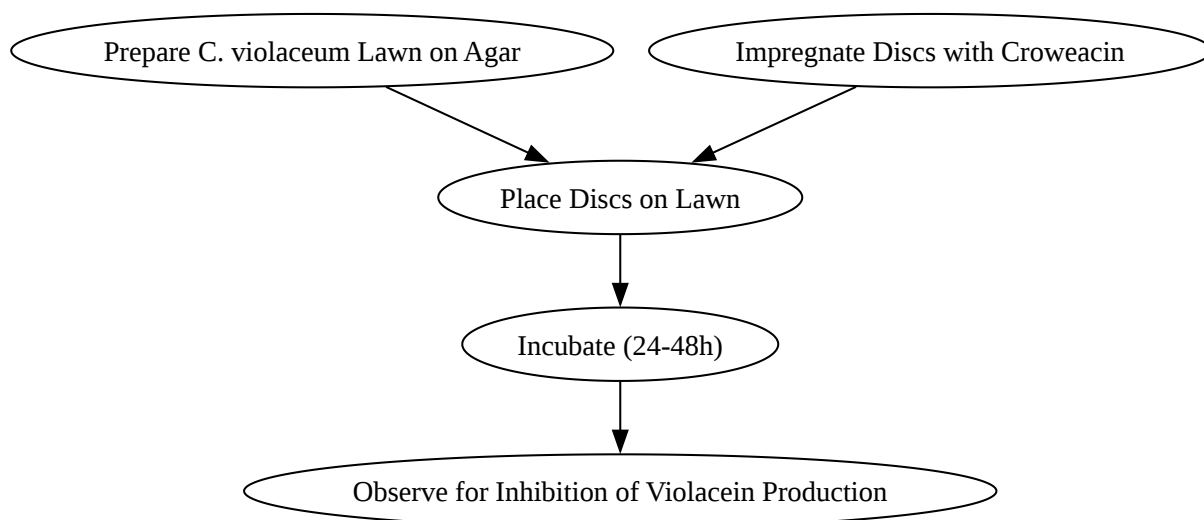 Prepare C. violaceum Lawn on Agar
Impregnate Discs with Croweacin
Place Discs on Lawn
Incubate (24-48h)
Observe for Inhibition of Violacein Production